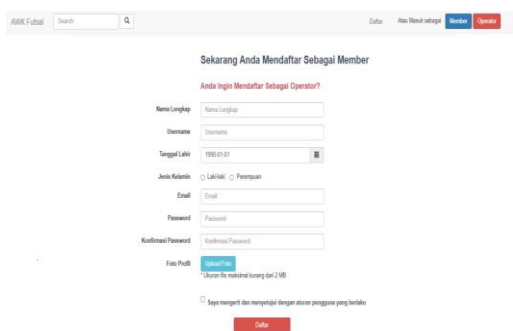 AWK Futsal Search Daftar Atau Masuk sebagai Member Operator
Sekarang Anda Mendaftar Sebagai Member
Anda Ingin Mendaftar Sebagai Operator?
Nama Lengkap Nama Lengkap
Username Username
Tanggal Lahir 1990-01-01
Jenis Kelamin Laki-laki Perempuan
Email Email
Password Password
Konfirmasi Password Konfirmasi Password
Foto Profil Upload Foto
* Ukuran file maksimal kurang dari 2 MB
Saya mengerti dan menyetujui dengan aturan pengguna yang berlaku
Daftar